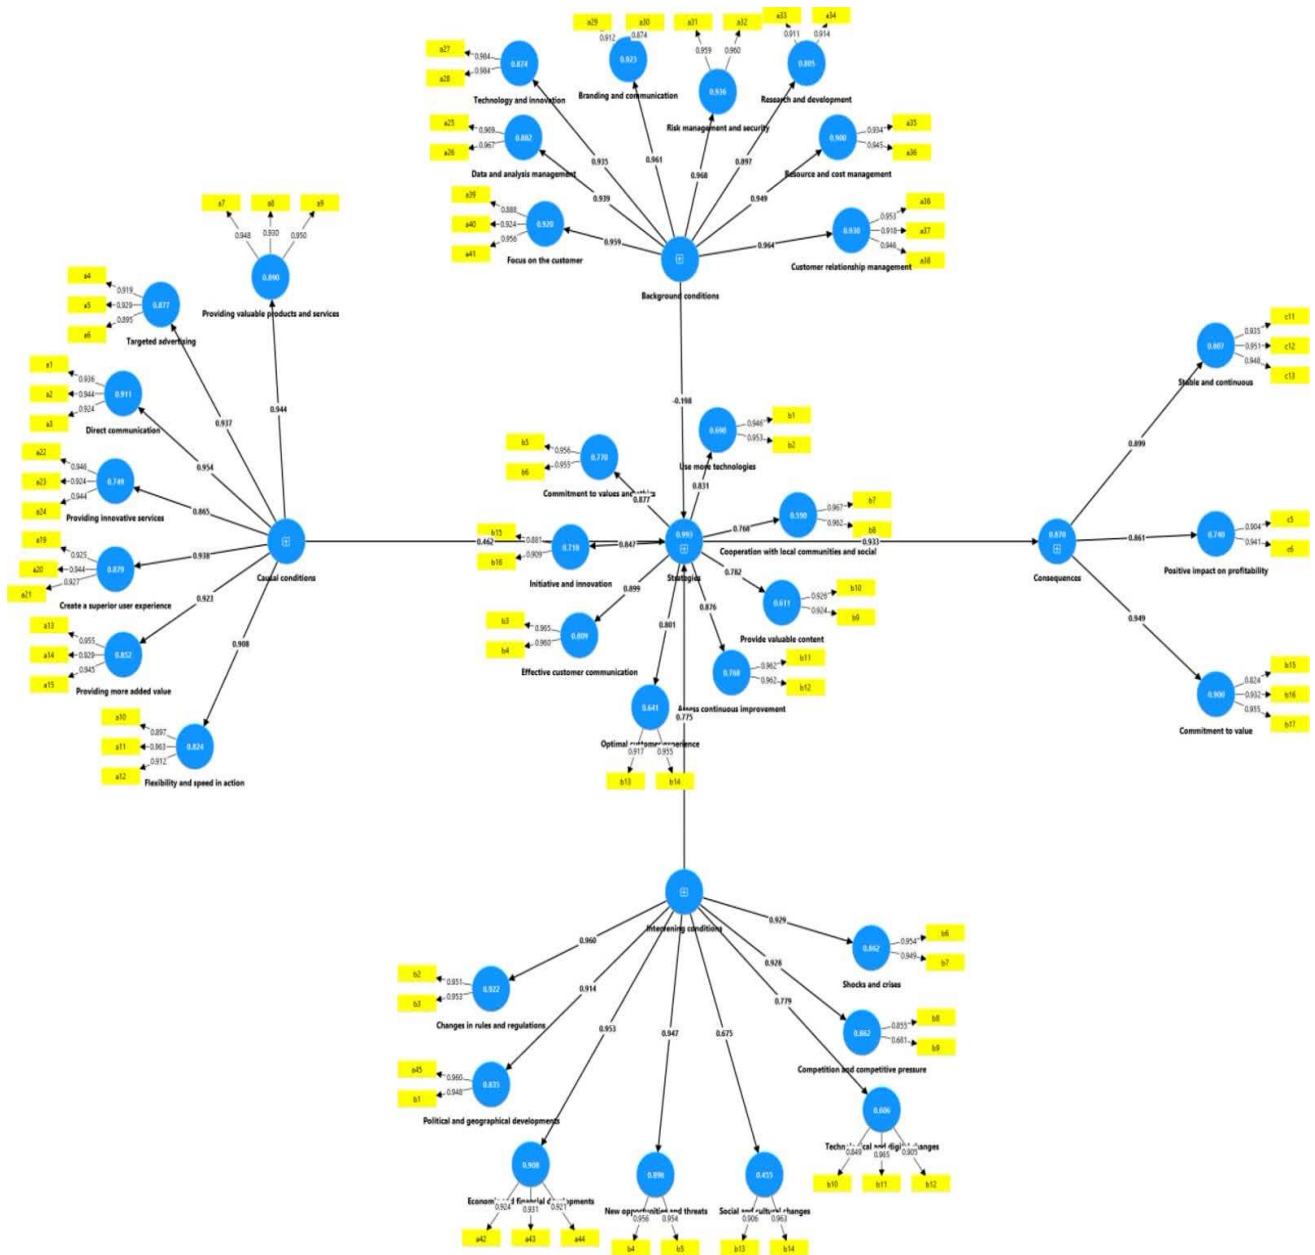 a29
a30
0.912
0.874
0.923
Branding and communication
a31
a32
0.959
0.960
0.936
Risk management and security
a33
a34
0.911
0.914
0.805
Research and development
a27
a28
0.984
0.984
0.874
Technology and innovation
a25
a26
0.969
0.967
0.882
Data and analysis management
a39
a40
a41
0.888
0.924
0.956
0.920
Focus on the customer
a35
a36
0.934
0.945
0.900
Resource and cost management
a36
a37
a38
0.953
0.918
0.946
0.930
Customer relationship management
0.935
0.961
0.968
0.897
0.939
0.949
0.959
0.964
Background conditions
-0.198
a7
a8
a9
0.948
0.930
0.950
0.890
Providing valuable products and services
a4
a5
a6
0.919
0.929
0.895
0.877
Targeted advertising
a1
a2
a3
0.936
0.944
0.924
0.911
Direct communication
a22
a23
a24
0.946
0.924
0.944
0.749
Providing innovative services
a19
a20
a21
0.925
0.944
0.927
0.879
Create a superior user experience
a13
a14
a15
0.955
0.929
0.945
0.852
Providing more added value
a10
a11
a12
0.897
0.963
0.912
0.824
Flexibility and speed in action
0.944
0.937
0.954
0.865
0.938
0.923
0.908
Causal conditions
0.462
b5
b6
0.956
0.955
0.770
Commitment to values and ethics
0.877
b1
b2
0.946
0.953
0.690
Use more technologies
0.831
b7
b8
0.967
0.962
0.590
Cooperation with local communities and social
0.768
b15
b16
0.881
0.909
0.718
Initiative and innovation
0.847
0.993
Strategies
0.933
b3
b4
0.965
0.960
0.809
Effective customer communication
0.899
b10
b9
0.926
0.924
0.611
Provide valuable content
0.782
b11
b12
0.962
0.962
0.768
Assess continuous improvement
0.876
0.641
0.801
Optimal customer experience
0.917
0.955
b13
b14
0.775
0.870
Consequences
c11
c12
c13
0.935
0.951
0.948
0.807
Stable and continuous
0.899
c5
c6
0.904
0.941
0.740
Positive impact on profitability
0.861
b15
b16
b17
0.824
0.932
0.935
0.900
Commitment to value
0.949
Intervening conditions
0.960
0.914
0.953
0.947
0.675
0.779
0.928
0.929
b2
b3
0.951
0.953
0.922
Changes in rules and regulations
a45
b1
0.960
0.948
0.835
Political and geographical developments
0.908
Economic and financial developments
0.924
0.931
0.921
a42
a43
a44
0.896
New opportunities and threats
0.956
0.954
b4
b5
0.455
Social and cultural changes
0.906
0.963
b13
b14
0.606
Technological and digital changes
0.849
0.965
0.905
b10
b11
b12
b8
b9
0.855
0.681
0.862
Competition and competitive pressure
b6
b7
0.954
0.949
0.862
Shocks and crises